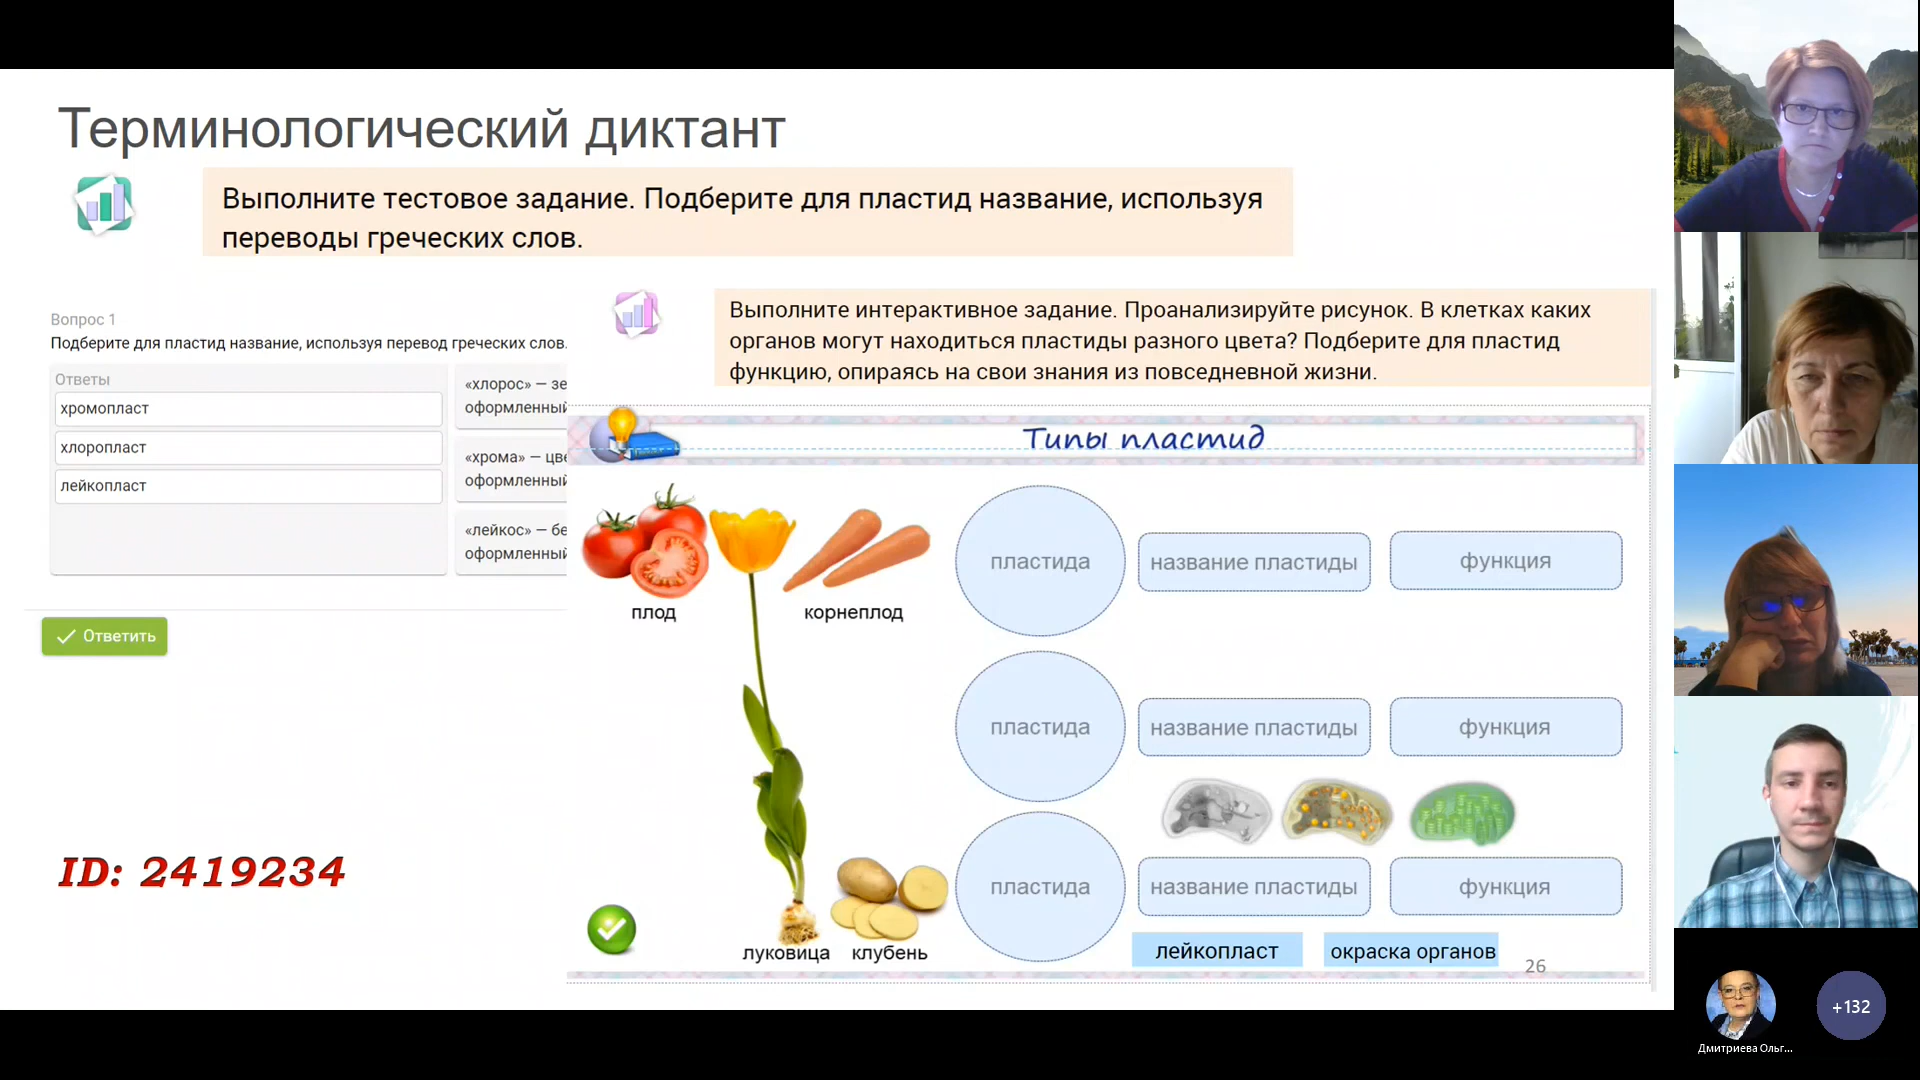 Терминологический диктант
Выполните тестовое задание. Подберите для пластид название, используя
переводы греческих слов.
Вопрос 1
Подберите для пластид название, используя перевод греческих слов.
Ответы
хромопласт
хлоропласт
лейкопласт
«хлорос» — зе
оформленный
«хрома» — цве
оформленный
«лейкос» — бе
оформленный
Ответить
ID: 2419234
Выполните интерактивное задание. Проанализируйте рисунок. В клетках каких
органов могут находиться пластиды разного цвета? Подберите для пластид
функцию, опираясь на свои знания из повседневной жизни.
Типы пластид
плод
корнеплод
пластида
название пластиды
функция
пластида
название пластиды
функция
пластида
название пластиды
функция
луковица
клубень
лейкопласт
окраска органов
26
+132
Дмитриева Ольг...